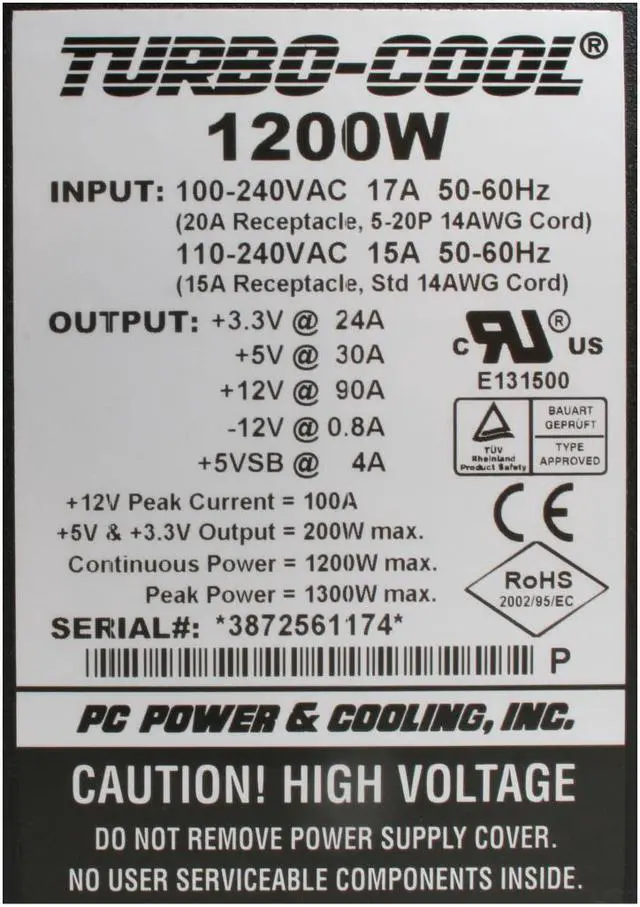 TURBO-COOL®
1200W
INPUT: 100-240VAC 17A 50-60Hz
(20A Receptacle, 5-20P 14AWG Cord)
110-240VAC 15A 50-60Hz
(15A Receptacle, Std 14AWG Cord)
OUTPUT: +3.3V @ 24A
+5V @ 30A
+12V @ 90A
-12V @ 0.8A
+5VSB @ 4A
C RU ® US
E131500
TÜV
Rheinland
Product Safety
BAUART
GEPRÜFT
TYPE
APPROVED
+12V Peak Current = 100A
+5V & +3.3V Output = 200W max.
Continuous Power = 1200W max.
Peak Power = 1300W max.
CE
RoHS
2002/95/EC
SERIAL#: *3872561174*
P
PC POWER & COOLING, INC.
CAUTION! HIGH VOLTAGE
DO NOT REMOVE POWER SUPPLY COVER.
NO USER SERVICEABLE COMPONENTS INSIDE.